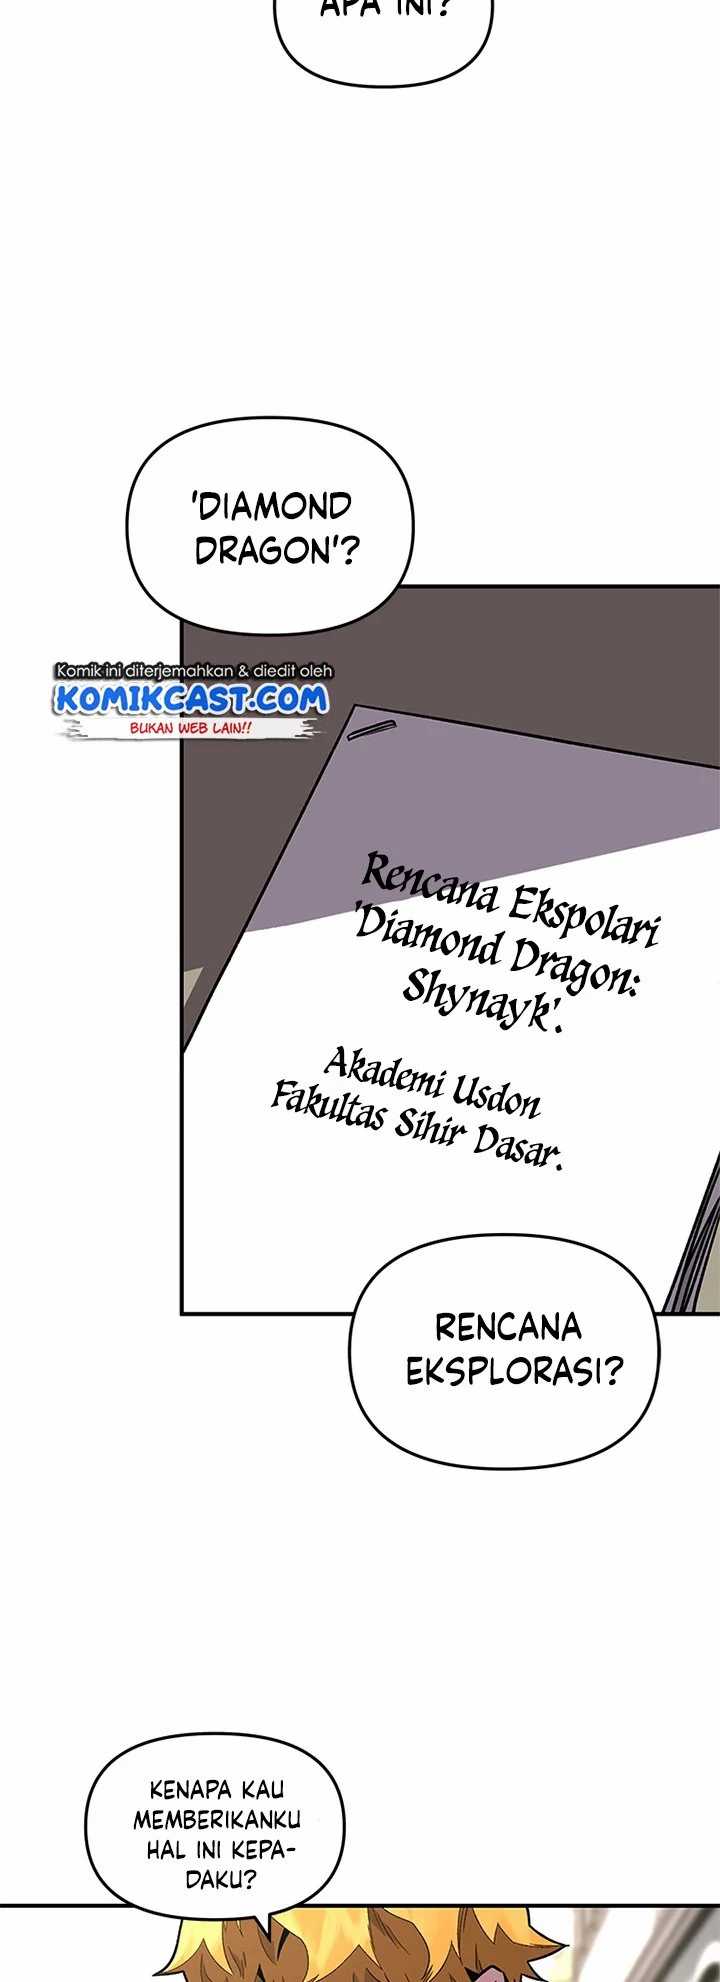 APA INI?
'DIAMOND
DRAGON'?
Komik ini diterjemahkan & diedit oleh
KOMIKCAST.COM
BUKAN WEB LAIN!!
Rencana Ekspolari
'Diamond Dragon:
Shynayk'.
Akademi Usdon
Fakultas Sihir Dasar.
RENCANA
EKSPLORASI?
KENAPA KAU
MEMBERIKANKU
HAL INI KEPA-
DAKU?